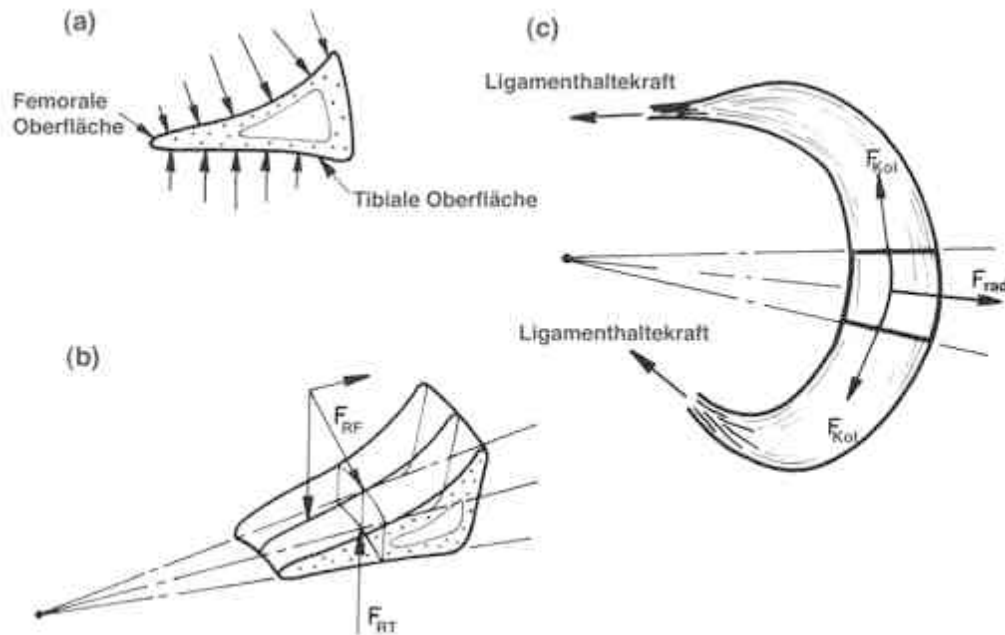 (a)
Femorale
Oberfläche
Tibiale Oberfläche
(b)
F_RF
F_RT
(c)
Ligamenthaltekraft
F_Kol
F_rad
Ligamenthaltekraft
F_Kol